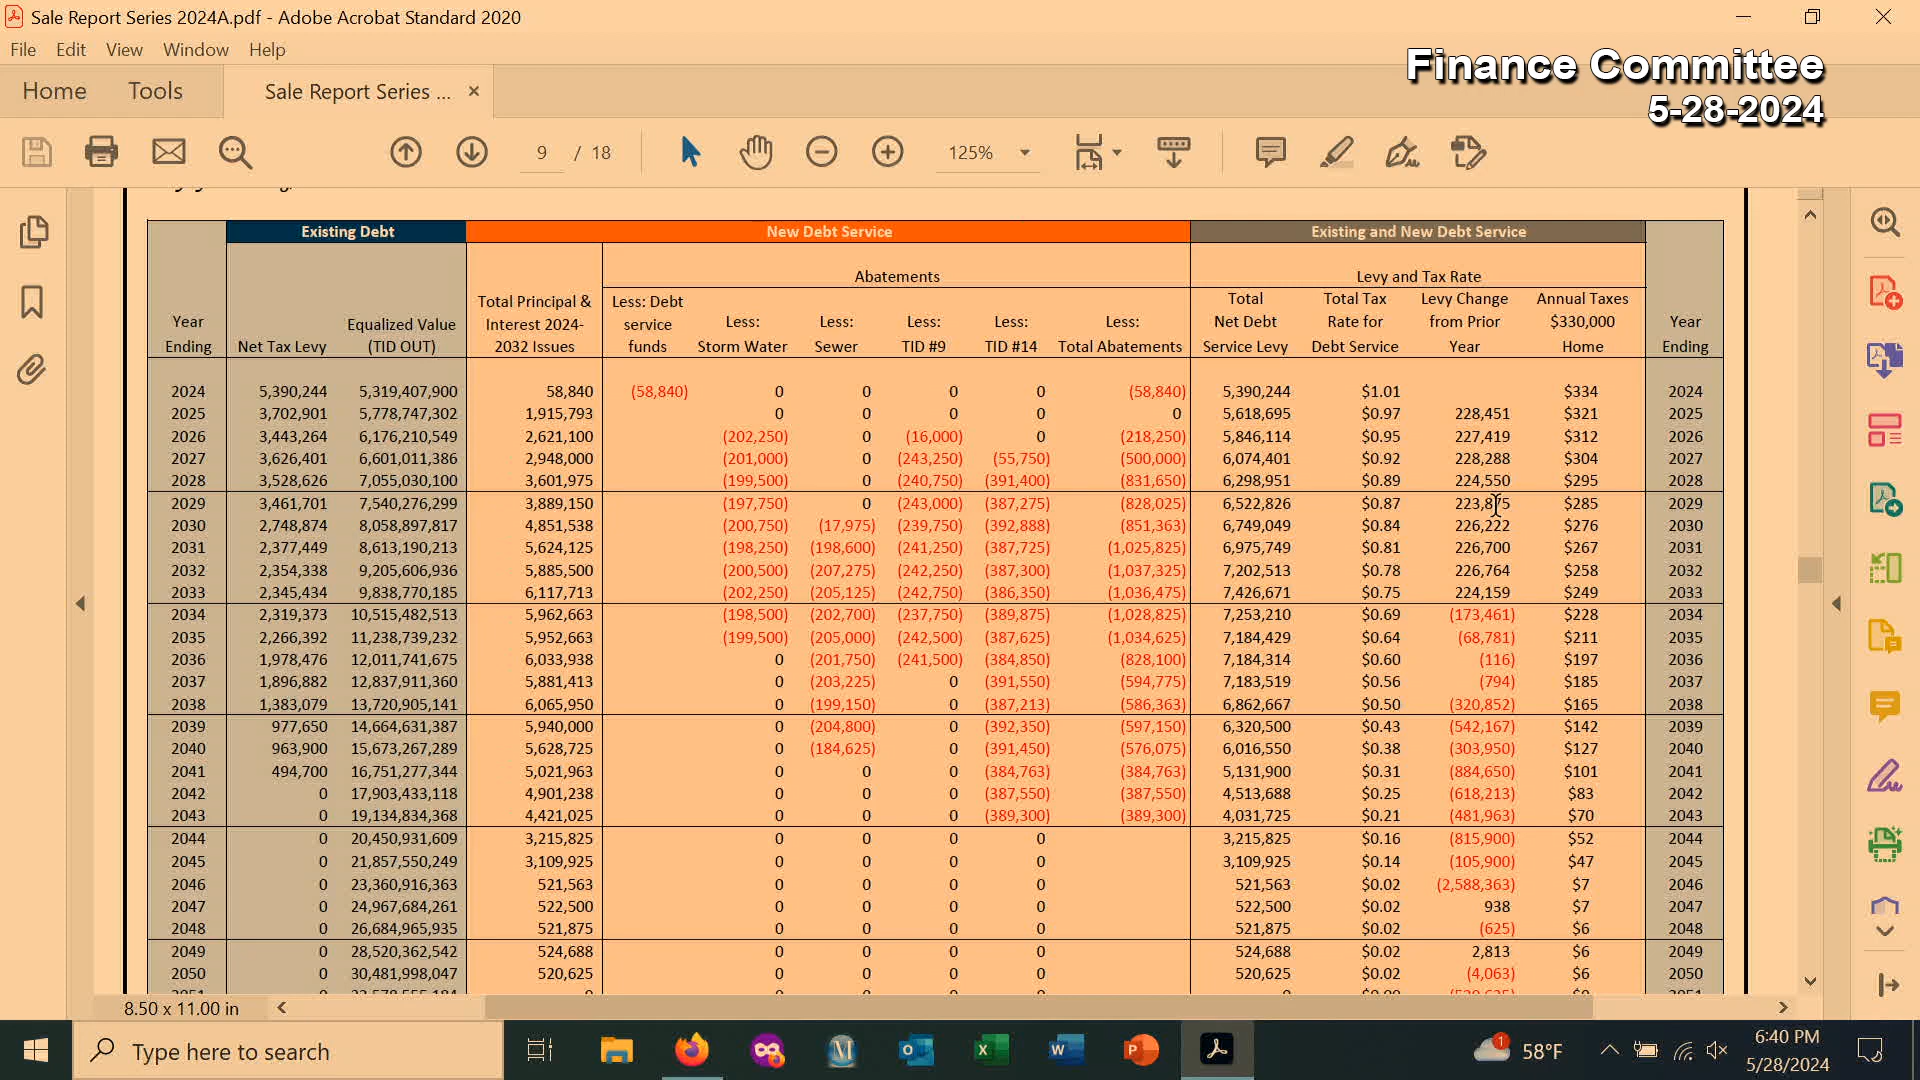 Sale Report Series 2024A.pdf - Adobe Acrobat Standard 2020
File Edit View Window Help
Finance Committee
5-28-2024
Home Tools Sale Report Series ... ×
9 / 18 125%
Existing Debt New Debt Service Existing and New Debt Service
Abatements Levy and Tax Rate
Year Ending Net Tax Levy Equalized Value (TID OUT) Total Principal & Interest 2024-2032 Issues Less: Debt service funds Less: Storm Water Less: Sewer Less: TID #9 Less: TID #14 Less: Total Abatements Total Net Debt Service Levy Total Tax Rate for Debt Service Levy Change from Prior Year Annual Taxes $330,000 Home Year Ending
2024 5,390,244 5,319,407,900 58,840 (58,840) 0 0 0 0 (58,840) 5,390,244 $1.01 $334 2024
2025 3,702,901 5,778,747,302 1,915,793 0 0 0 0 0 5,618,695 $0.97 228,451 $321 2025
2026 3,443,264 6,176,210,549 2,621,100 (202,250) 0 (16,000) 0 (218,250) 5,846,114 $0.95 227,419 $312 2026
2027 3,626,401 6,601,011,386 2,948,000 (201,000) 0 (243,250) (55,750) (500,000) 6,074,401 $0.92 228,288 $304 2027
2028 3,528,626 7,055,030,100 3,601,975 (199,500) 0 (240,750) (391,400) (831,650) 6,298,951 $0.89 224,550 $295 2028
2029 3,461,701 7,540,276,299 3,889,150 (197,750) 0 (243,000) (387,275) (828,025) 6,522,826 $0.87 223,875 $285 2029
2030 2,748,874 8,058,897,817 4,851,538 (200,750) (17,975) (239,750) (392,888) (851,363) 6,749,049 $0.84 226,222 $276 2030
2031 2,377,449 8,613,190,213 5,624,125 (198,250) (198,600) (241,250) (387,725) (1,025,825) 6,975,749 $0.81 226,700 $267 2031
2032 2,354,338 9,205,606,936 5,885,500 (200,500) (207,275) (242,250) (387,300) (1,037,325) 7,202,513 $0.78 226,764 $258 2032
2033 2,345,434 9,838,770,185 6,117,713 (202,250) (205,125) (242,750) (386,350) (1,036,475) 7,426,671 $0.75 224,159 $249 2033
2034 2,319,373 10,515,482,513 5,962,663 (198,500) (202,700) (237,750) (389,875) (1,028,825) 7,253,210 $0.69 (173,461) $228 2034
2035 2,266,392 11,238,739,232 5,952,663 (199,500) (205,000) (242,500) (387,625) (1,034,625) 7,184,429 $0.64 (68,781) $211 2035
2036 1,978,476 12,011,741,675 6,033,938 0 (201,750) (241,500) (384,850) (828,100) 7,184,314 $0.60 (116) $197 2036
2037 1,896,882 12,837,911,360 5,881,413 0 (203,225) 0 (391,550) (594,775) 7,183,519 $0.56 (794) $185 2037
2038 1,383,079 13,720,905,141 6,065,950 0 (199,150) 0 (387,213) (586,363) 6,862,667 $0.50 (320,852) $165 2038
2039 977,650 14,664,631,387 5,940,000 0 (204,800) 0 (392,350) (597,150) 6,320,500 $0.43 (542,167) $142 2039
2040 963,900 15,673,267,289 5,628,725 0 (184,625) 0 (391,450) (576,075) 6,016,550 $0.38 (303,950) $127 2040
2041 494,700 16,751,277,344 5,021,963 0 0 0 (384,763) (384,763) 5,131,900 $0.31 (884,650) $101 2041
2042 0 17,903,433,118 4,901,238 0 0 0 (387,550) (387,550) 4,513,688 $0.25 (618,213) $83 2042
2043 0 19,134,834,368 4,421,025 0 0 0 (389,300) (389,300) 4,031,725 $0.21 (481,963) $70 2043
2044 0 20,450,931,609 3,215,825 0 0 0 0 3,215,825 $0.16 (815,900) $52 2044
2045 0 21,857,550,249 3,109,925 0 0 0 0 3,109,925 $0.14 (105,900) $47 2045
2046 0 23,360,916,363 521,563 0 0 0 0 521,563 $0.02 (2,588,363) $7 2046
2047 0 24,967,684,261 522,500 0 0 0 0 522,500 $0.02 938 $7 2047
2048 0 26,684,965,935 521,875 0 0 0 0 521,875 $0.02 (625) $6 2048
2049 0 28,520,362,542 524,688 0 0 0 0 524,688 $0.02 2,813 $6 2049
2050 0 30,481,998,047 520,625 0 0 0 0 520,625 $0.02 (4,063) $6 2050
8.50 x 11.00 in
Type here to search 58°F 6:40 PM
5/28/2024